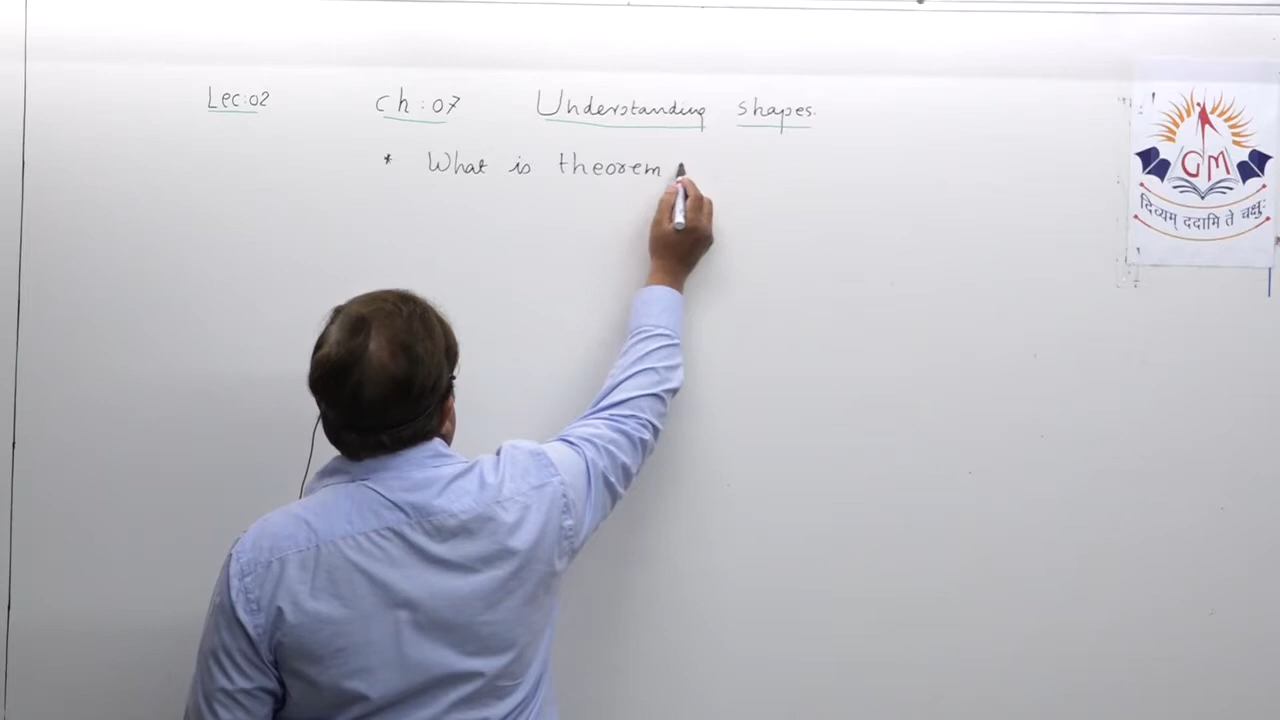 Lec:02 Ch:07 Understanding shapes.
* What is theorem
GM
दिव्यम् ददामि ते चक्षुः